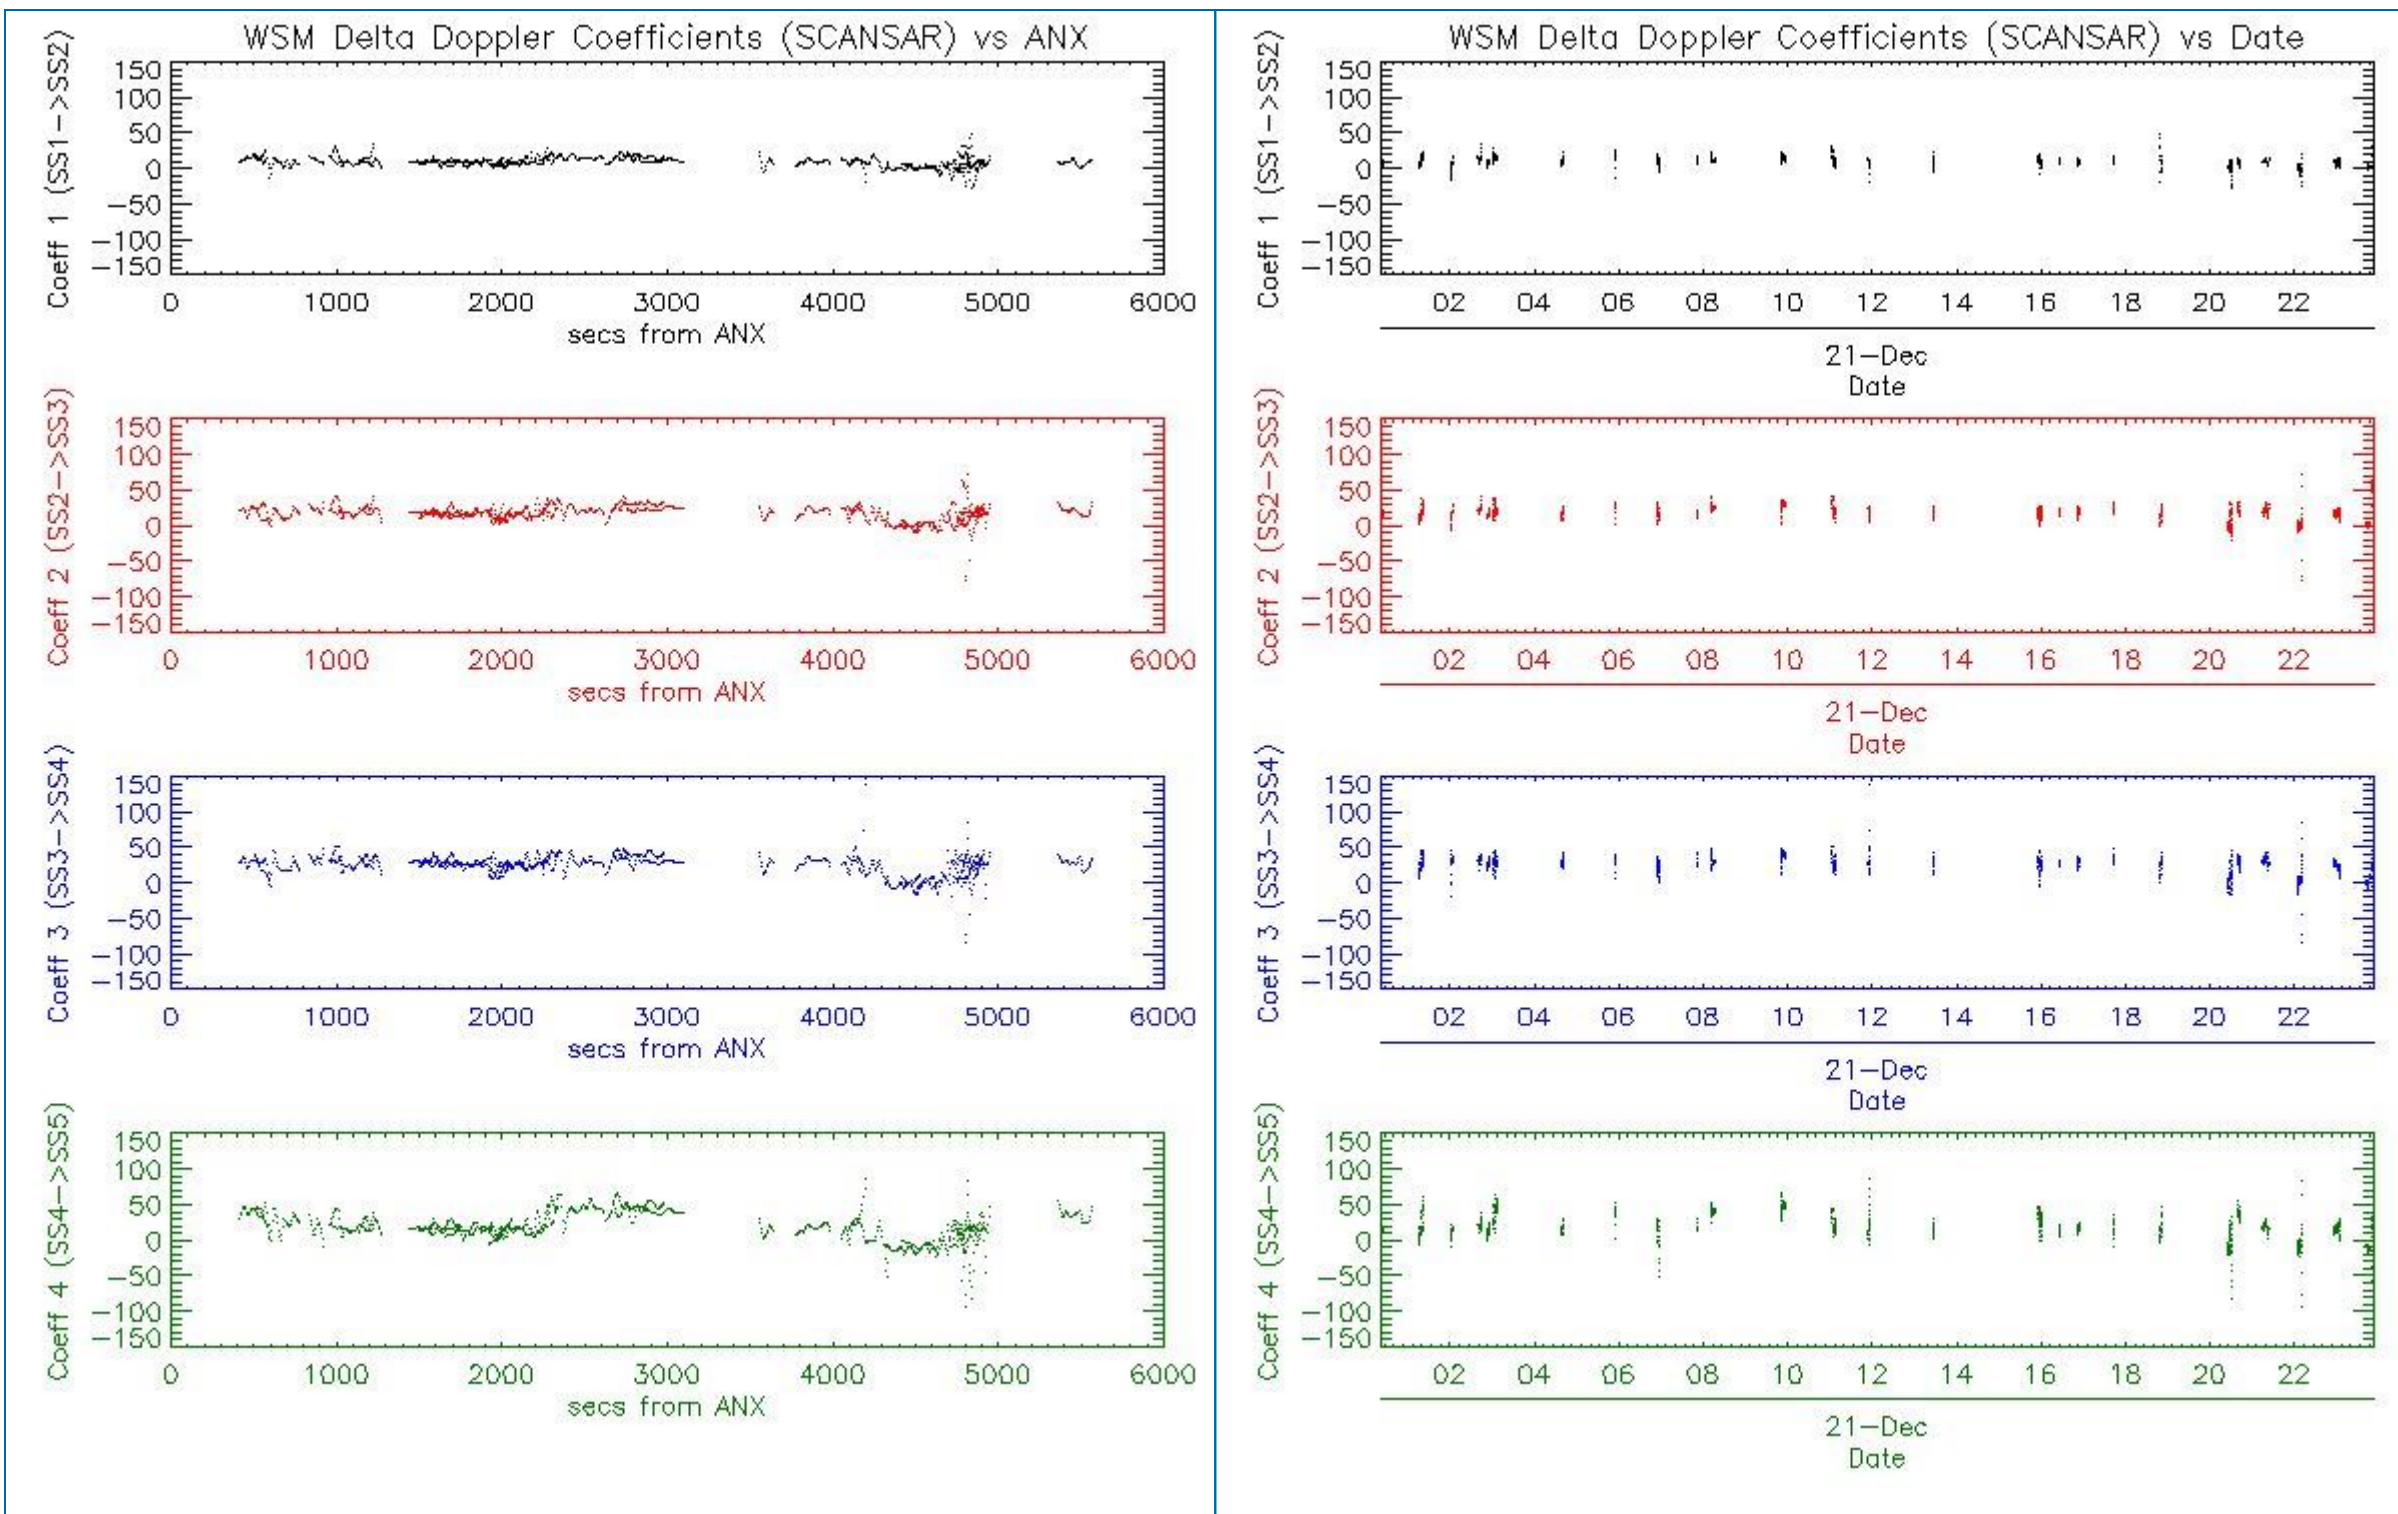 WSM Delta Doppler Coefficients (SCANSAR) vs ANX
Coeff 1 (SS1->SS2)
150
100
50
0
-50
-100
-150
0 1000 2000 3000 4000 5000 6000
secs from ANX
Coeff 2 (SS2->SS3)
150
100
50
0
-50
-100
-150
0 1000 2000 3000 4000 5000 6000
secs from ANX
Coeff 3 (SS3->SS4)
150
100
50
0
-50
-100
-150
0 1000 2000 3000 4000 5000 6000
secs from ANX
Coeff 4 (SS4->SS5)
150
100
50
0
-50
-100
-150
0 1000 2000 3000 4000 5000 6000
secs from ANX
WSM Delta Doppler Coefficients (SCANSAR) vs Date
Coeff 1 (SS1->SS2)
150
100
50
0
-50
-100
-150
02 04 06 08 10 12 14 16 18 20 22
21-Dec
Date
Coeff 2 (SS2->SS3)
150
100
50
0
-50
-100
-150
02 04 06 08 10 12 14 16 18 20 22
21-Dec
Date
Coeff 3 (SS3->SS4)
150
100
50
0
-50
-100
-150
02 04 06 08 10 12 14 16 18 20 22
21-Dec
Date
Coeff 4 (SS4->SS5)
150
100
50
0
-50
-100
-150
02 04 06 08 10 12 14 16 18 20 22
21-Dec
Date